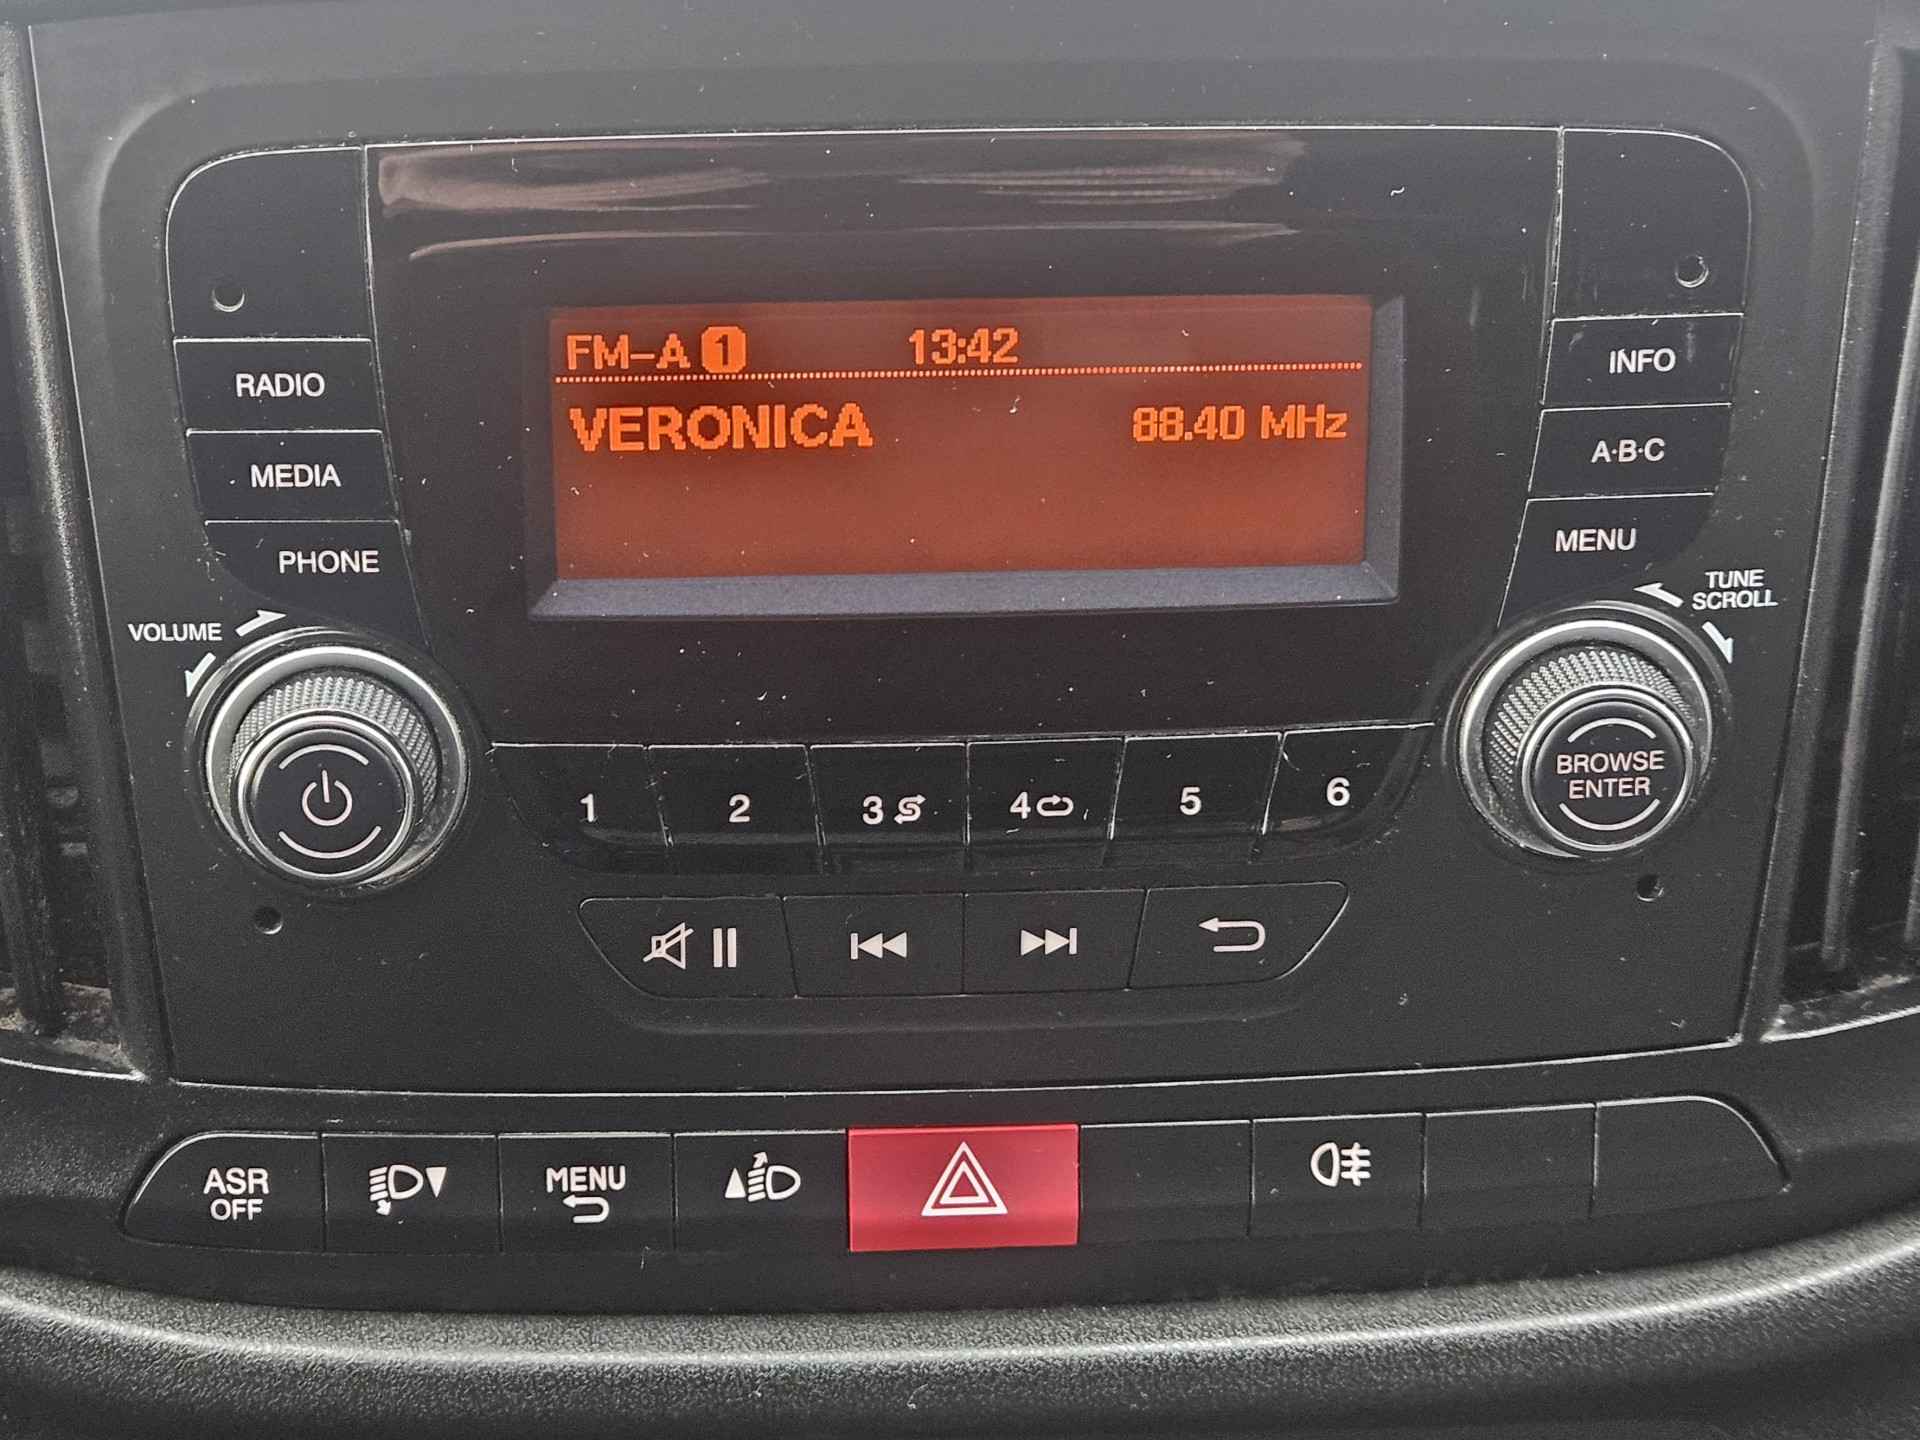 FM-A 1 13:42
VERONICA 88.40 MHz
RADIO
MEDIA
PHONE
INFO
A·B·C
MENU
VOLUME
TUNE
SCROLL
BROWSE
ENTER
1 2 3 4 5 6
ASR
OFF
MENU